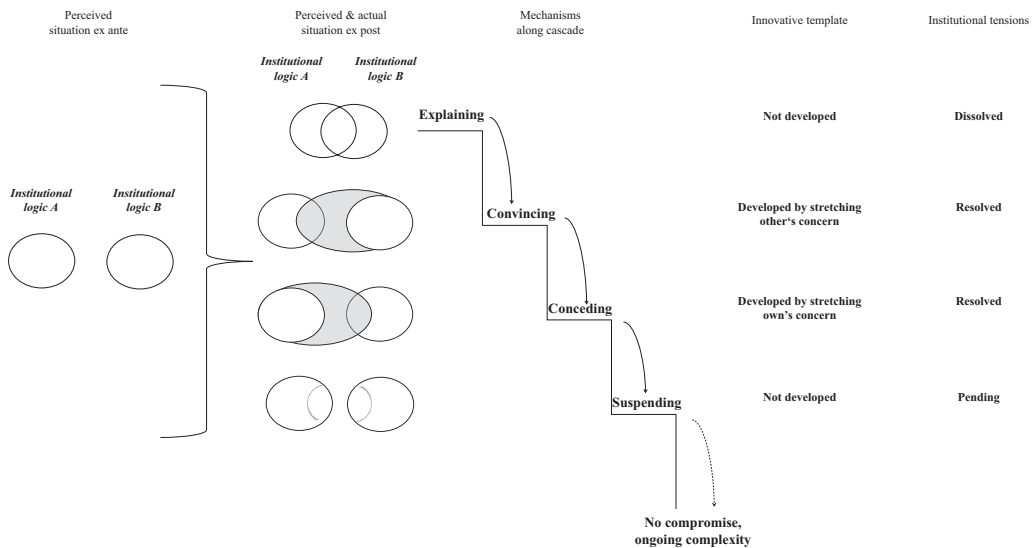 Perceived
situation ex ante
Perceived & actual
situation ex post
Mechanisms
along cascade
Innovative template
Institutional tensions
Institutional
logic A
Institutional
logic B
Explaining
Not developed
Dissolved
Institutional
logic A
Institutional
logic B
Convincing
Developed by stretching
other‘s concern
Resolved
Conceding
Developed by stretching
own's concern
Resolved
Suspending
Not developed
Pending
No compromise,
ongoing complexity